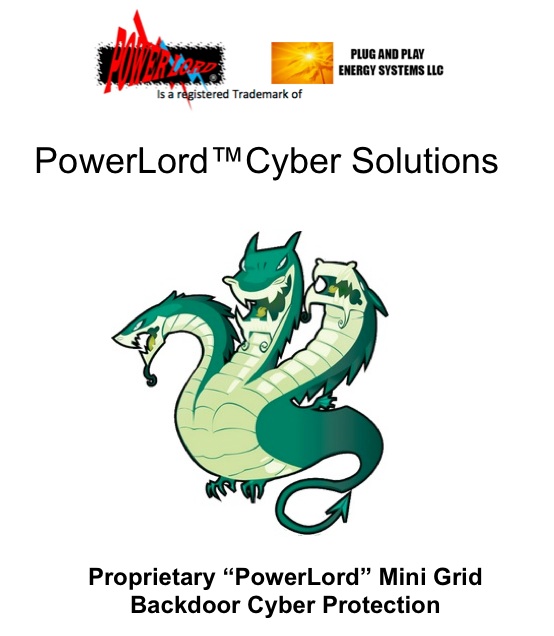 POWERLORD®
PLUG AND PLAY
ENERGY SYSTEMS LLC
Is a registered Trademark of
PowerLord™Cyber Solutions
Proprietary “PowerLord” Mini Grid
Backdoor Cyber Protection